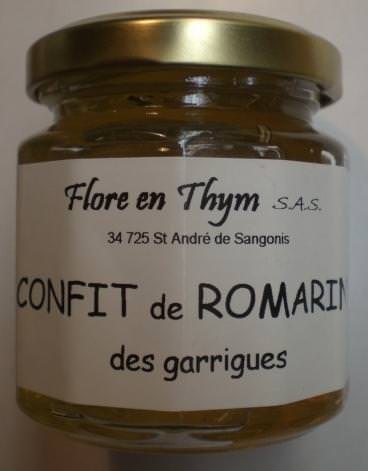 Flore en Thym S.A.S.
34 725 St André de Sangonis
CONFIT de ROMARIN
des garrigues